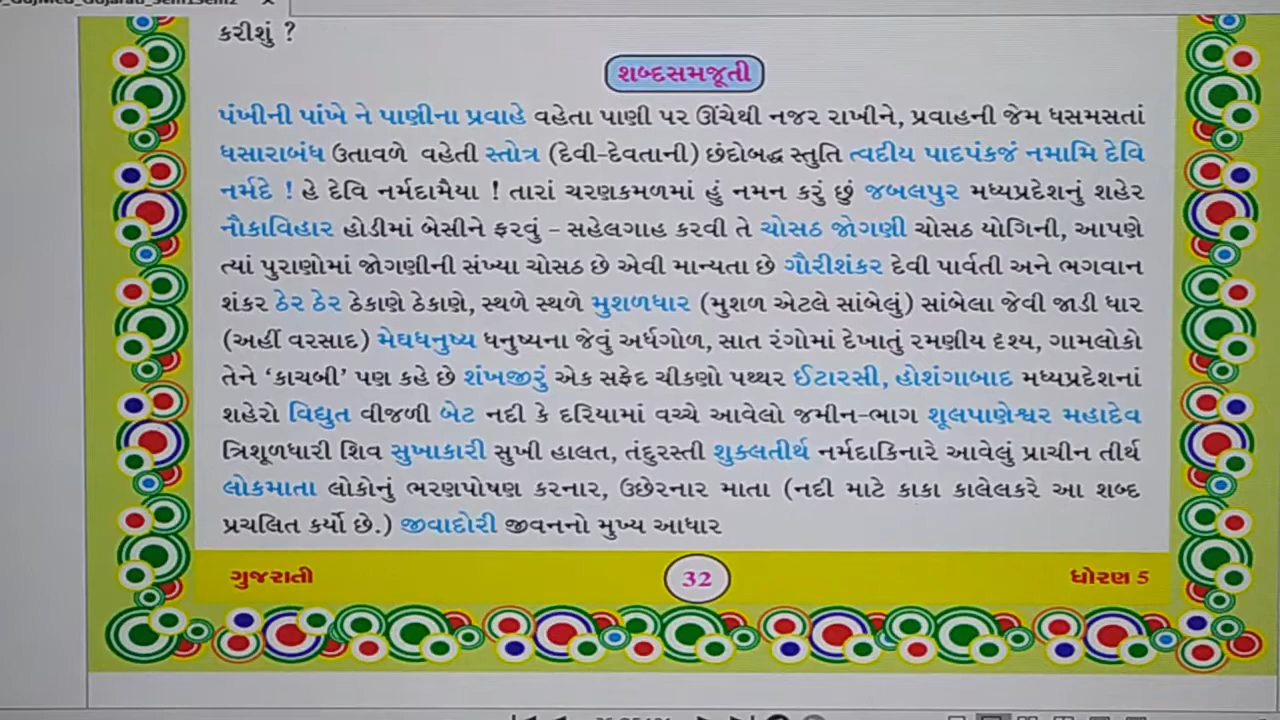 કરીશું ?
શબ્દસમજૂતી
પંખીની પાંખે ને પાણીના પ્રવાહે વહેતા પાણી પર ઊંચેથી નજર રાખીને, પ્રવાહની જેમ ધસમસતાં
ધસારાબંધ ઉતાવળે વહેતી સ્તોત્ર (દેવી-દેવતાની) છંદોબદ્ધ સ્તુતિ ત્વદીય પાદપંકજં નમામિ દેવિ
નર્મદે ! હે દેવિ નર્મદામૈયા ! તારાં ચરણકમળમાં હું નમન કરું છું જબલપુર મધ્યપ્રદેશનું શહેર
નૌકાવિહાર હોડીમાં બેસીને ફરવું – સહેલગાહ કરવી તે ચોસઠ જોગણી ચોસઠ યોગિની, આપણે
ત્યાં પુરાણોમાં જોગણીની સંખ્યા ચોસઠ છે એવી માન્યતા છે ગૌરીશંકર દેવી પાર્વતી અને ભગવાન
શંકર ઠેર ઠેર ઠેકાણે ઠેકાણે, સ્થળે સ્થળે મુશળધાર (મુશળ એટલે સાંબેલું) સાંબેલા જેવી જાડી ધાર
(અહીં વરસાદ) મેઘધનુષ્ય ધનુષ્યના જેવું અર્ધગોળ, સાત રંગોમાં દેખાતું રમણીય દૃશ્ય, ગામલોકો
તેને ‘કાચબી’ પણ કહે છે શંખજીરું એક સફેદ ચીકણો પથ્થર ઈટારસી, હોશંગાબાદ મધ્યપ્રદેશનાં
શહેરો વિદ્યુત વીજળી બેટ નદી કે દરિયામાં વચ્ચે આવેલો જમીન-ભાગ શૂલપાણેશ્વર મહાદેવ
ત્રિશૂળધારી શિવ સુખાકારી સુખી હાલત, તંદુરસ્તી શુક્લતીર્થ નર્મદાકિનારે આવેલું પ્રાચીન તીર્થ
લોકમાતા લોકોનું ભરણપોષણ કરનાર, ઉછેરનાર માતા (નદી માટે કાકા કાલેલકરે આ શબ્દ
પ્રચલિત કર્યો છે.) જીવાદોરી જીવનનો મુખ્ય આધાર
ગુજરાતી 32 ધોરણ 5